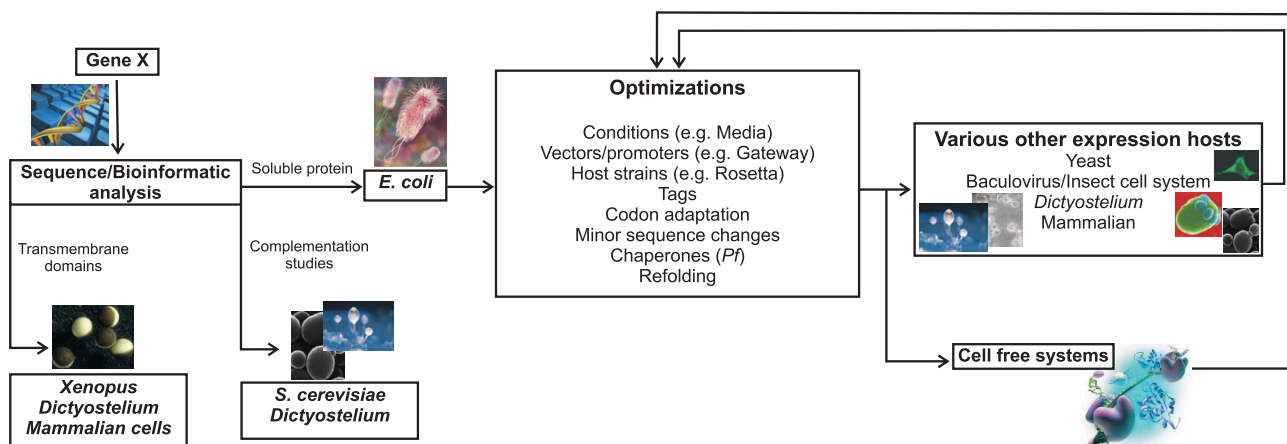 Gene X
Sequence/Bioinformatic
analysis
Soluble protein
E. coli
Transmembrane
domains
Complementation
studies
Xenopus
Dictyostelium
Mammalian cells
S. cerevisiae
Dictyostelium
Optimizations
Conditions (e.g. Media)
Vectors/promoters (e.g. Gateway)
Host strains (e.g. Rosetta)
Tags
Codon adaptation
Minor sequence changes
Chaperones (Pf)
Refolding
Various other expression hosts
Yeast
Baculovirus/Insect cell system
Dictyostelium
Mammalian
Cell free systems